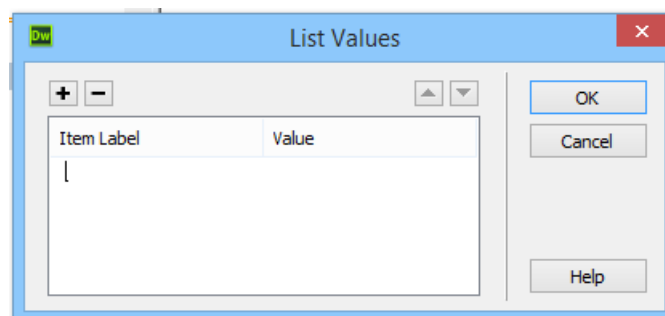 Dw
List Values
+ -
OK
Item Label Value
Cancel
Help